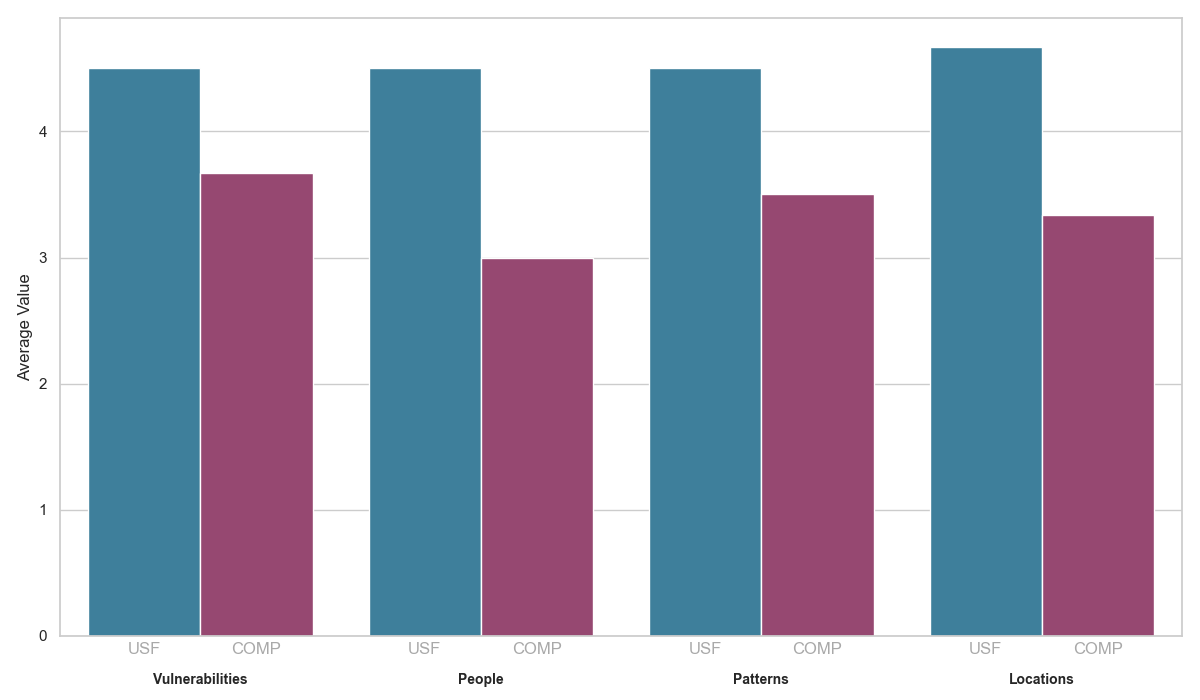 Average Value
4
3
2
1
0
USF COMP USF COMP USF COMP USF COMP
Vulnerabilities People Patterns Locations